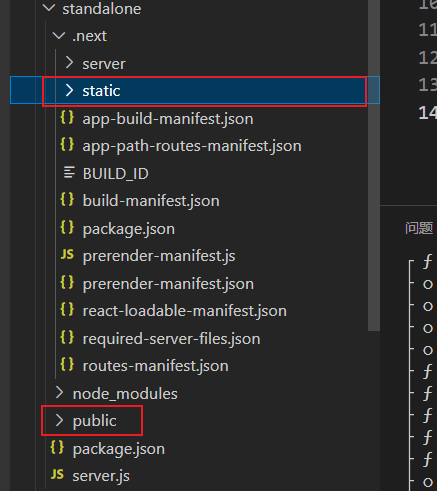 standalone
.next
server
static
app-build-manifest.json
app-path-routes-manifest.json
BUILD_ID
build-manifest.json
package.json
JS prerender-manifest.js
prerender-manifest.json
react-loadable-manifest.json
required-server-files.json
routes-manifest.json
node_modules
public
package.json
JS server.js
11
12
13
14
问题
┌ ƒ
├ ○
├ ○
├ ○
├ ○
├ ƒ
├ ƒ
├ ƒ
├ ƒ
├ ƒ
├ ○